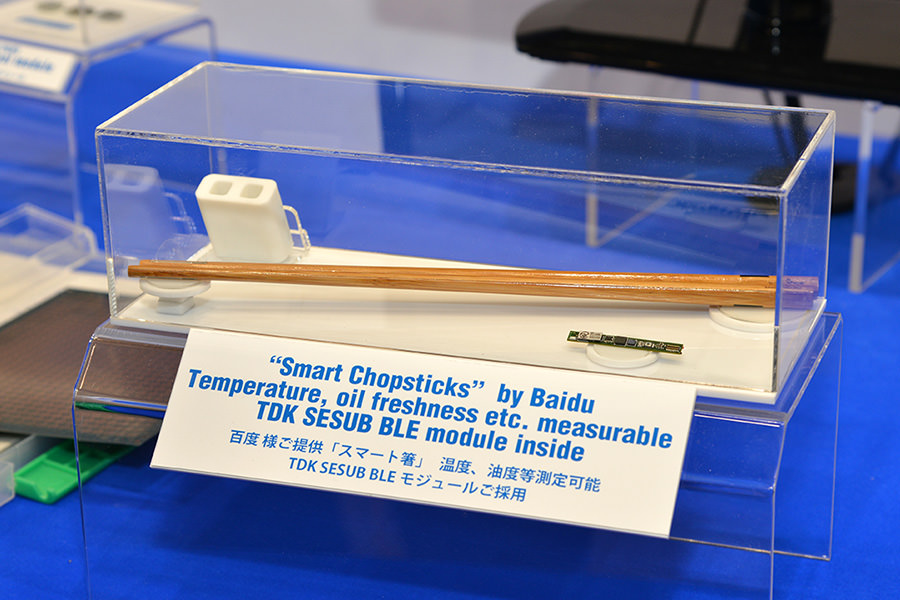 “Smart Chopsticks” by Baidu
Temperature, oil freshness etc. measurable
TDK SESUB BLE module inside
百度 様ご提供「スマート箸」 温度、油度等測定可能
TDK SESUB BLE モジュールご採用
module